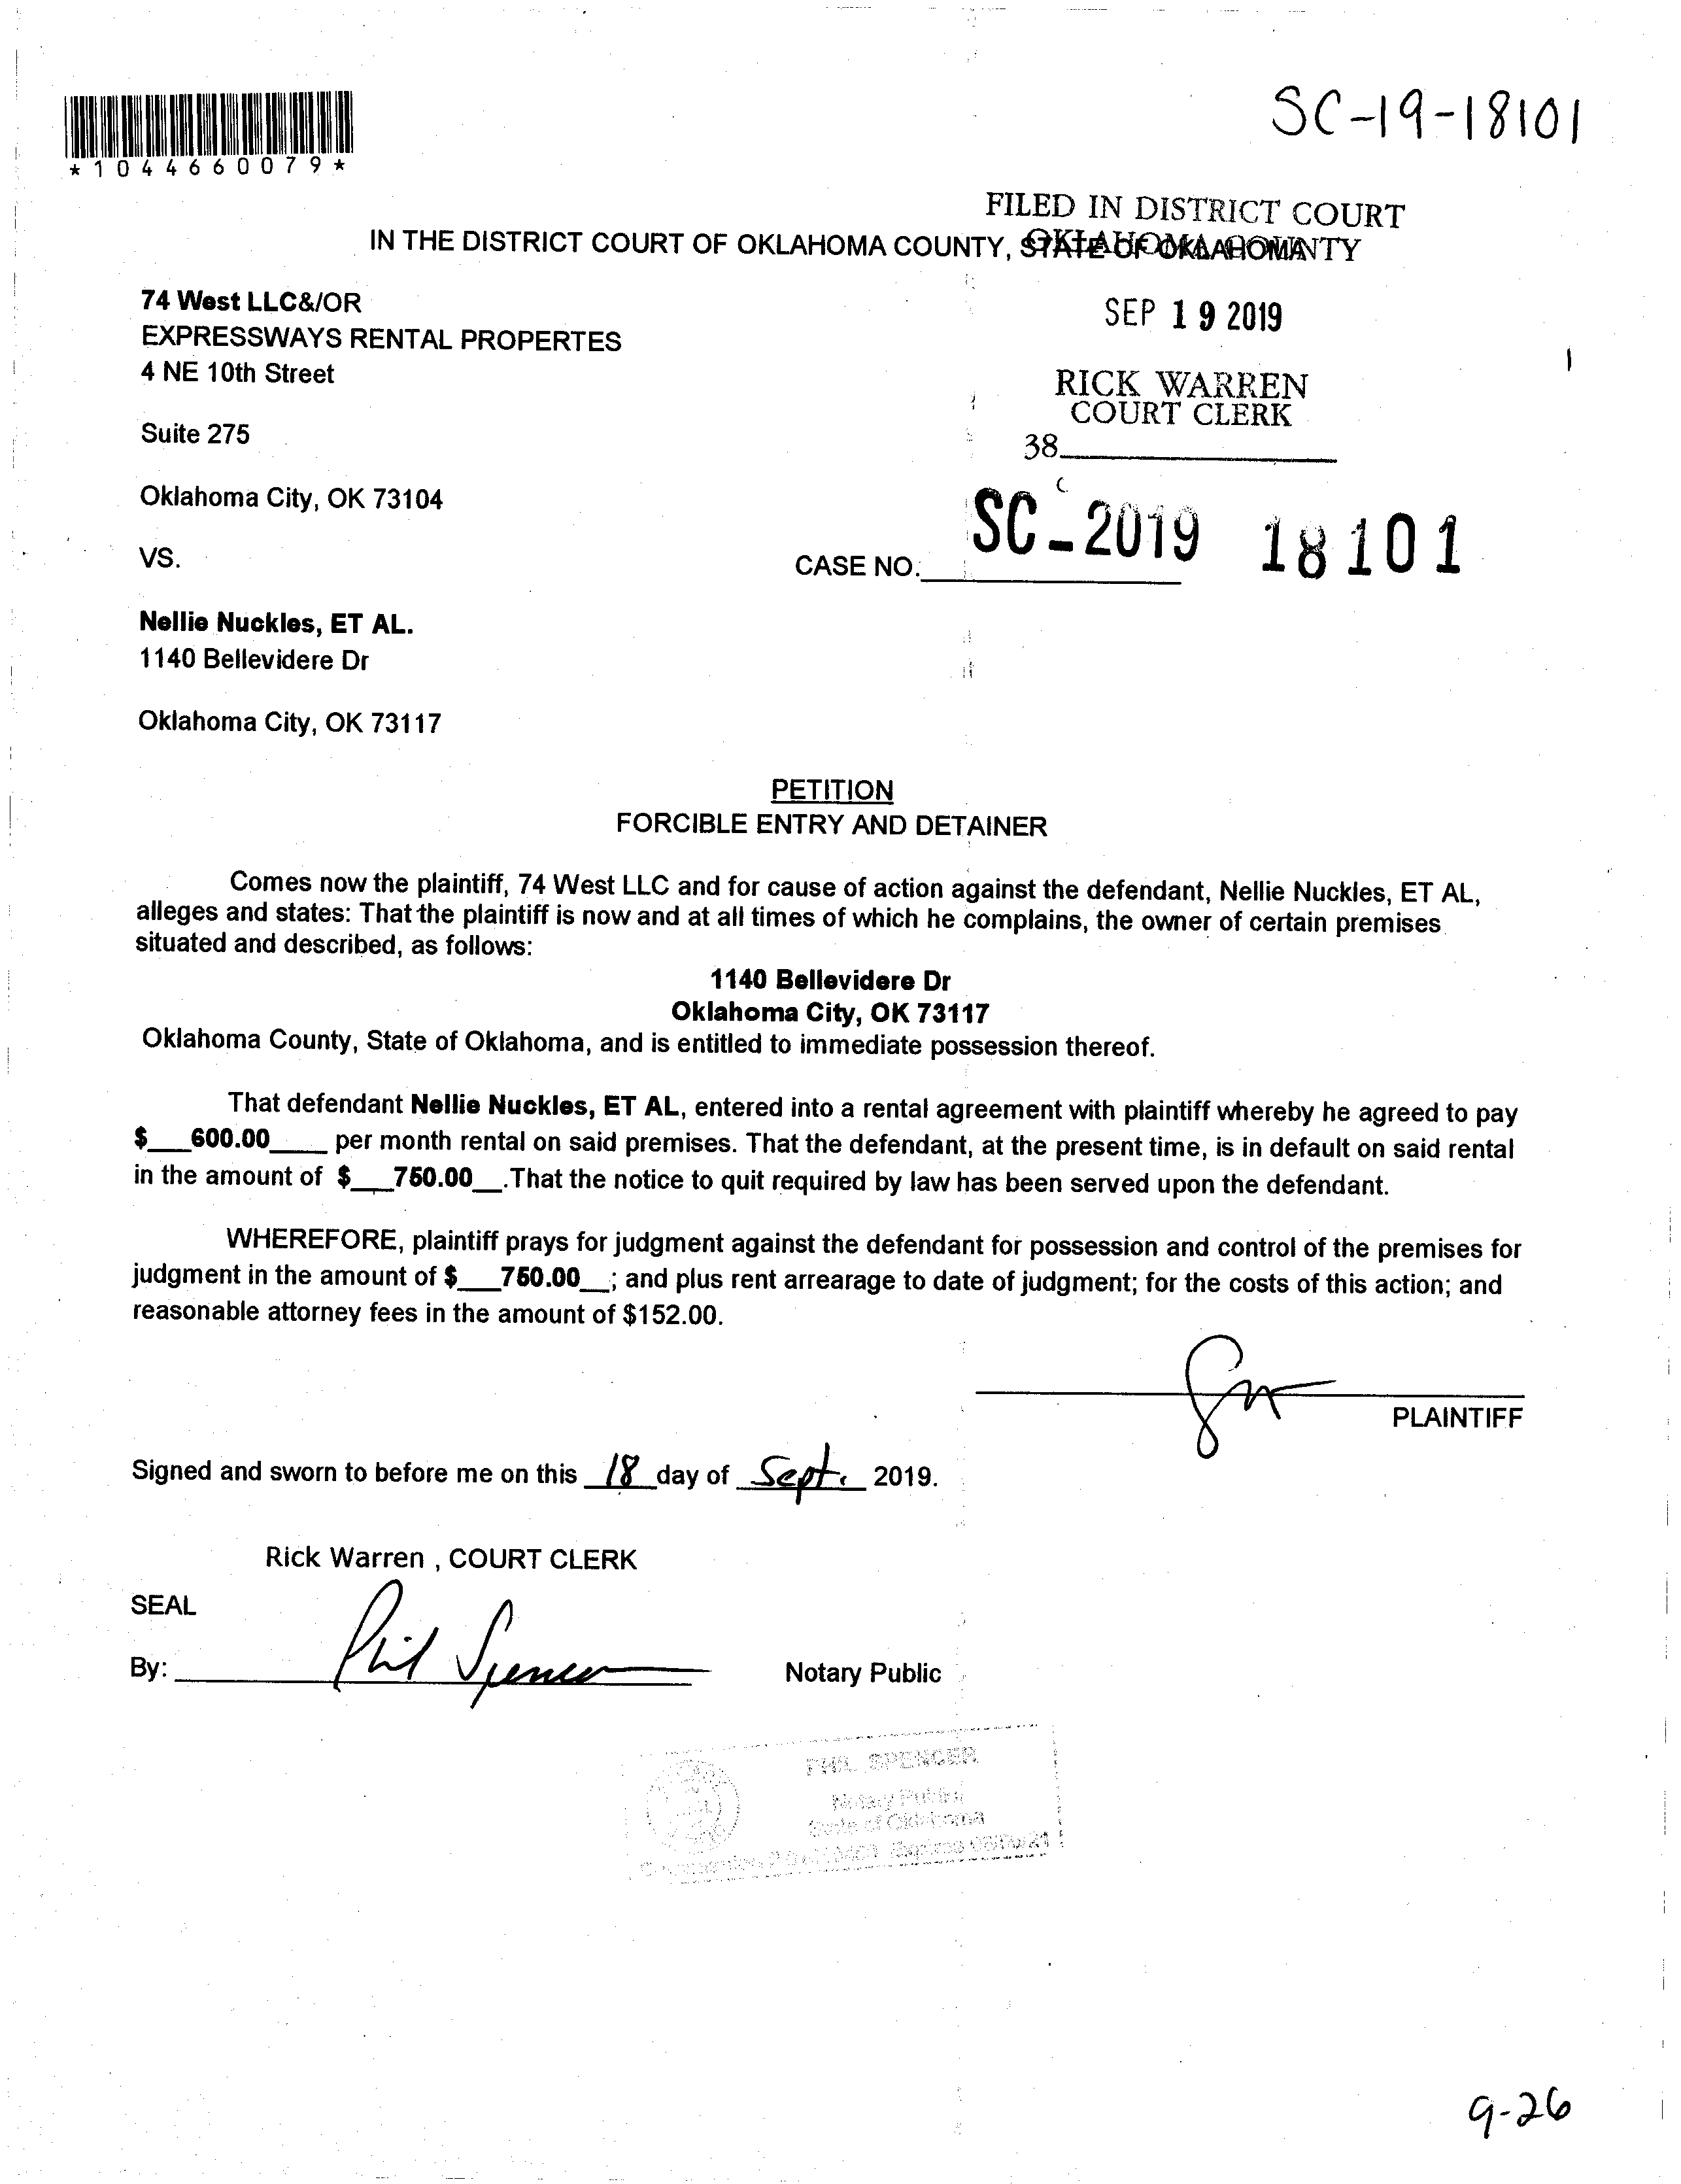 SC-19-18101
*1044660079*
FILED IN DISTRICT COURT
OKLAHOMA COUNTY
IN THE DISTRICT COURT OF OKLAHOMA COUNTY, STATE OF OKLAHOMA
74 West LLC&/OR
EXPRESSWAYS RENTAL PROPERTES
4 NE 10th Street
Suite 275
Oklahoma City, OK 73104
SEP 19 2019
RICK WARREN
COURT CLERK
38
VS.
CASE NO. SC-2019 18101
Nellie Nuckles, ET AL.
1140 Bellevidere Dr
Oklahoma City, OK 73117
PETITION
FORCIBLE ENTRY AND DETAINER
Comes now the plaintiff, 74 West LLC and for cause of action against the defendant, Nellie Nuckles, ET AL,
alleges and states: That the plaintiff is now and at all times of which he complains, the owner of certain premises
situated and described, as follows:
1140 Bellevidere Dr
Oklahoma City, OK 73117
Oklahoma County, State of Oklahoma, and is entitled to immediate possession thereof.
That defendant Nellie Nuckles, ET AL, entered into a rental agreement with plaintiff whereby he agreed to pay
$___600.00____ per month rental on said premises. That the defendant, at the present time, is in default on said rental
in the amount of $___750.00__.That the notice to quit required by law has been served upon the defendant.
WHEREFORE, plaintiff prays for judgment against the defendant for possession and control of the premises for
judgment in the amount of $___750.00__; and plus rent arrearage to date of judgment; for the costs of this action; and
reasonable attorney fees in the amount of $152.00.
PLAINTIFF
Signed and sworn to before me on this 18 day of Sept. 2019.
Rick Warren , COURT CLERK
SEAL
By: Phil Spencer Notary Public
PHIL SPENCER
Notary Public
State of Oklahoma
9-26